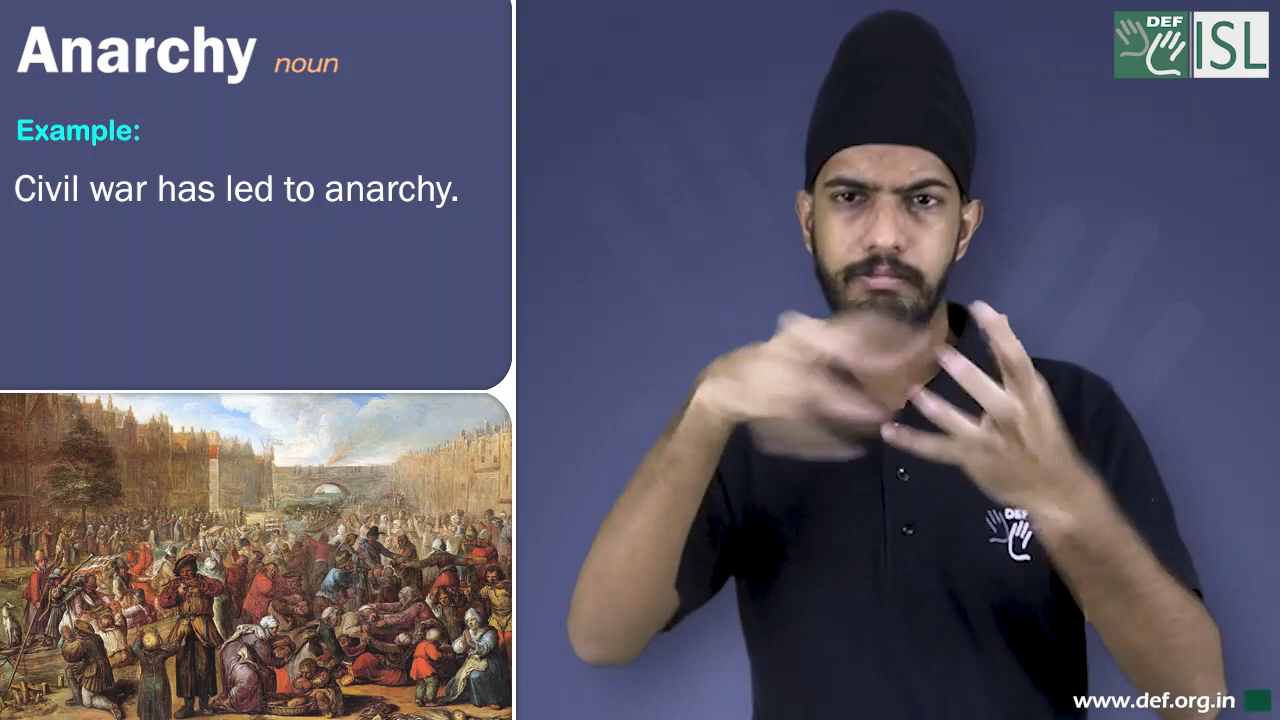 Anarchy noun
Example:
Civil war has led to anarchy.
DEF
ISL
DEF
www.def.org.in